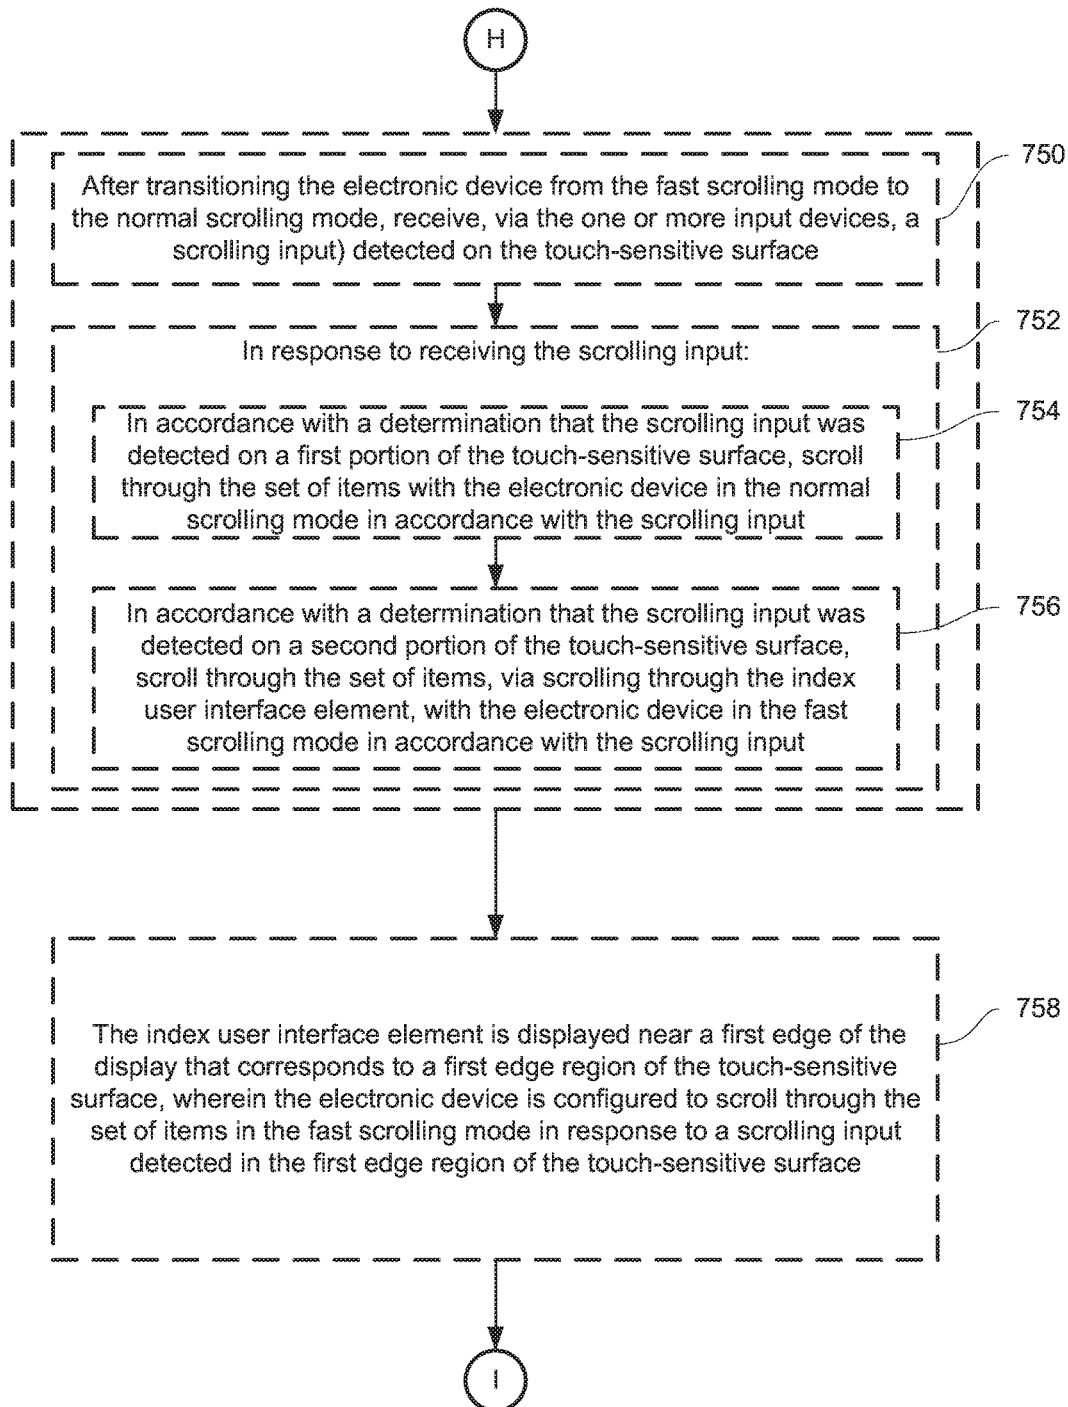 H
After transitioning the electronic device from the fast scrolling mode to
the normal scrolling mode, receive, via the one or more input devices, a
scrolling input) detected on the touch-sensitive surface
750
In response to receiving the scrolling input:
752
In accordance with a determination that the scrolling input was
detected on a first portion of the touch-sensitive surface, scroll
through the set of items with the electronic device in the normal
scrolling mode in accordance with the scrolling input
754
In accordance with a determination that the scrolling input was
detected on a second portion of the touch-sensitive surface,
scroll through the set of items, via scrolling through the index
user interface element, with the electronic device in the fast
scrolling mode in accordance with the scrolling input
756
The index user interface element is displayed near a first edge of the
display that corresponds to a first edge region of the touch-sensitive
surface, wherein the electronic device is configured to scroll through the
set of items in the fast scrolling mode in response to a scrolling input
detected in the first edge region of the touch-sensitive surface
758
I